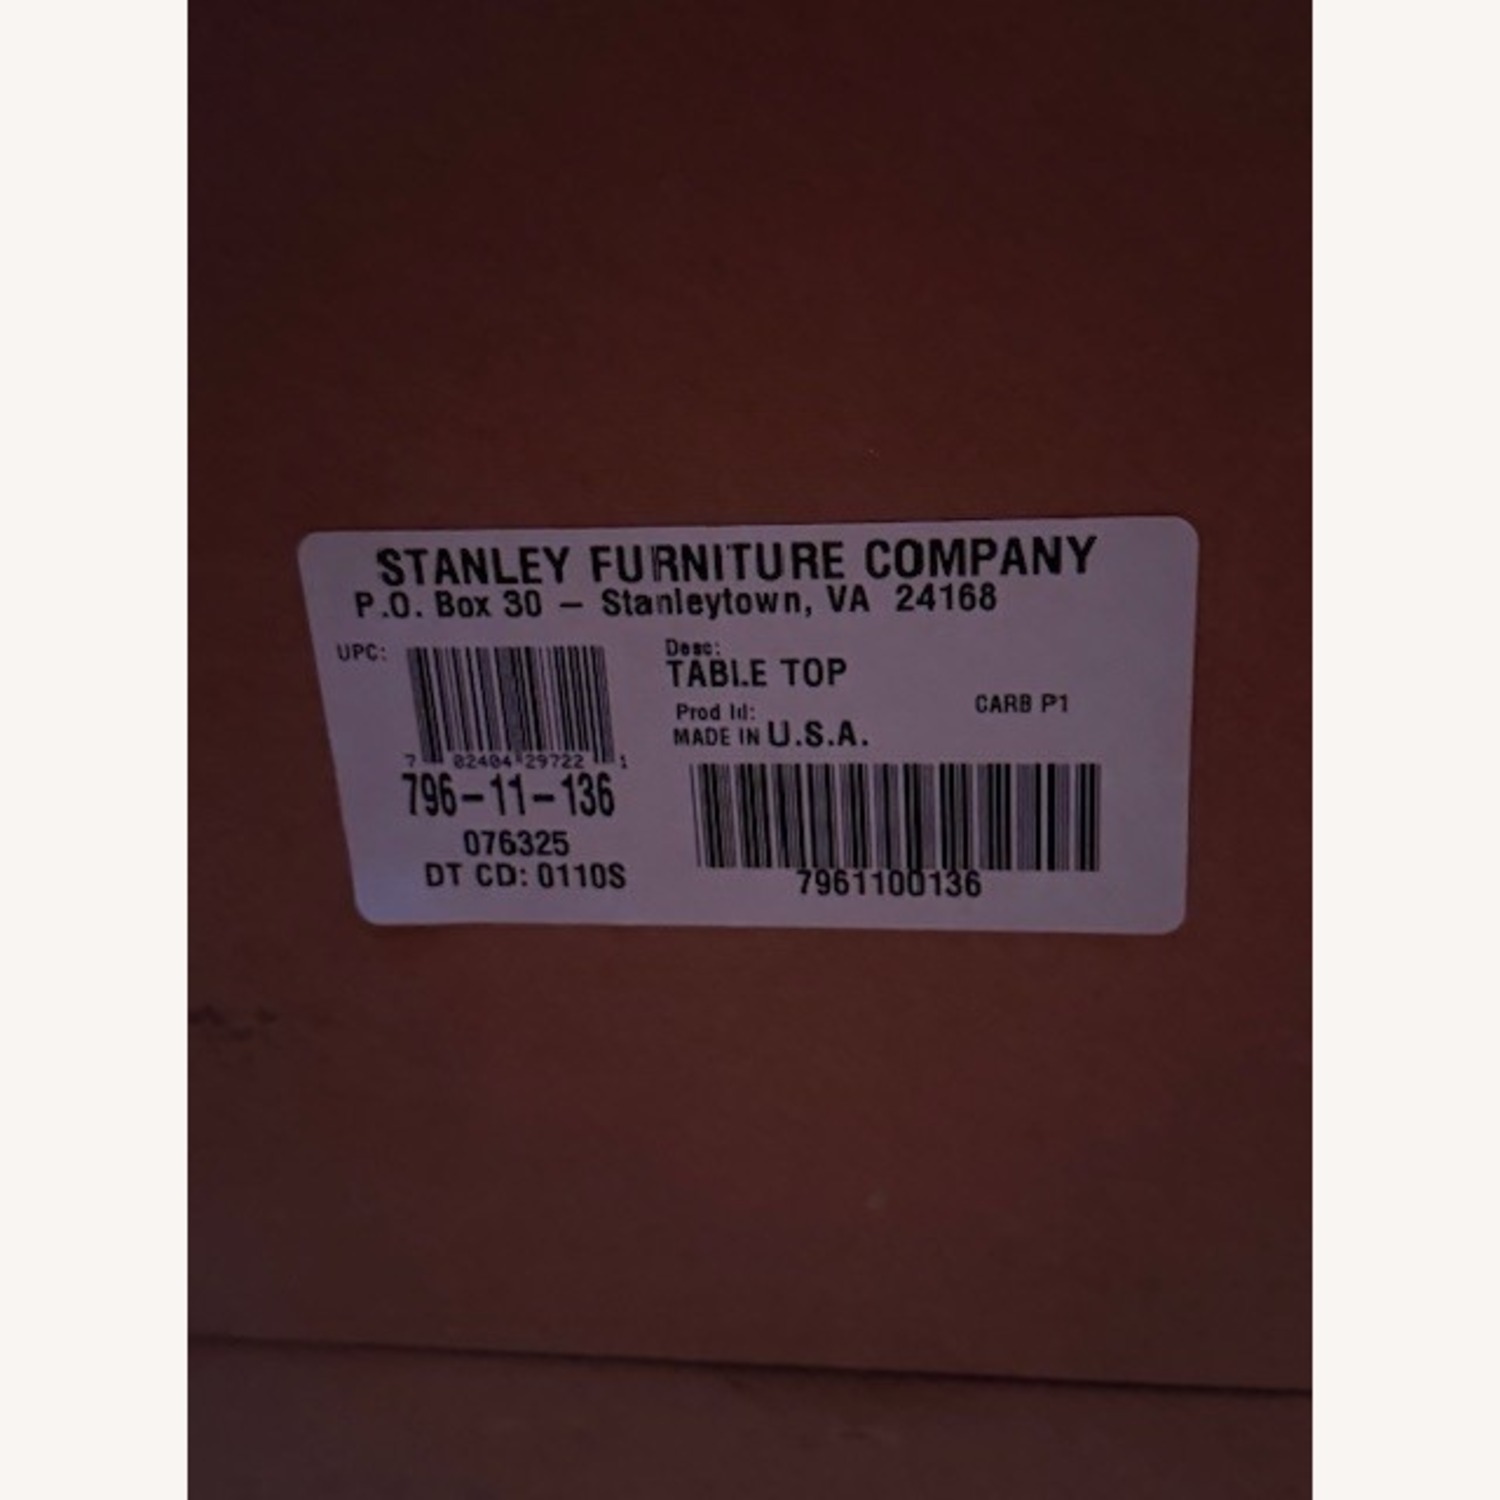 STANLEY FURNITURE COMPANY
P.O. Box 30 – Stanleytown, VA 24168
UPC:
7 02404 29722 1
796-11-136
076325
DT CD: 0110S
Desc:
TABLE TOP
Prod Id:
CARB P1
MADE IN U.S.A.
7961100136